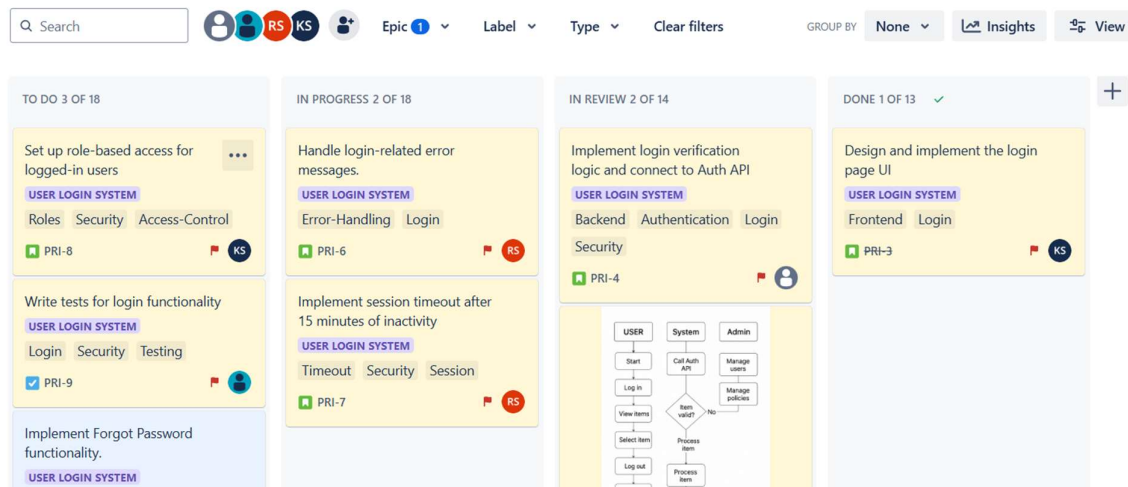 Search
RS KS
Epic 1
Label
Type
Clear filters
GROUP BY None
Insights
View
TO DO 3 OF 18
Set up role-based access for
logged-in users
USER LOGIN SYSTEM
Roles Security Access-Control
PRI-8 KS
Write tests for login functionality
USER LOGIN SYSTEM
Login Security Testing
PRI-9
Implement Forgot Password
functionality.
USER LOGIN SYSTEM
IN PROGRESS 2 OF 18
Handle login-related error
messages.
USER LOGIN SYSTEM
Error-Handling Login
PRI-6 RS
Implement session timeout after
15 minutes of inactivity
USER LOGIN SYSTEM
Timeout Security Session
PRI-7 RS
IN REVIEW 2 OF 14
Implement login verification
logic and connect to Auth API
USER LOGIN SYSTEM
Backend Authentication Login
Security
PRI-4
USER System Admin
Start
Log in
View items
Select item
Log out
Call Auth
API
Item
valid?
No
Process
item
Process
item
Manage
users
Manage
policies
DONE 1 OF 13
Design and implement the login
page UI
USER LOGIN SYSTEM
Frontend Login
PRI-3 KS